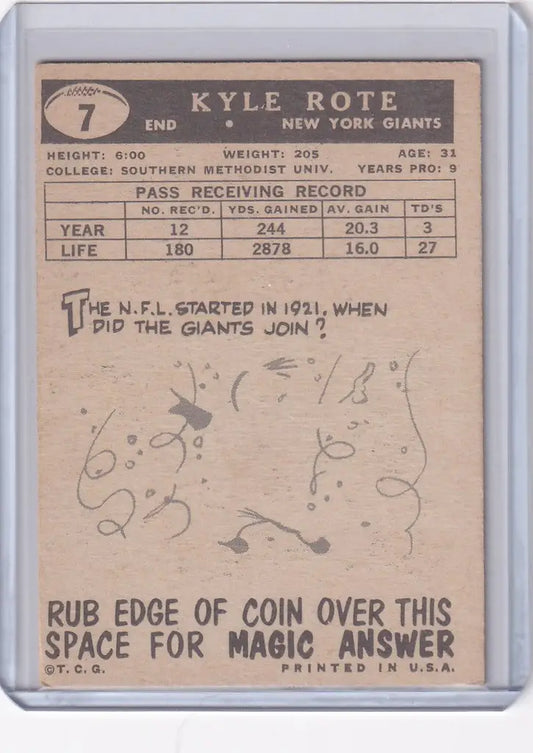 7
KYLE ROTE
END • NEW YORK GIANTS
HEIGHT: 6:00 WEIGHT: 205 AGE: 31
COLLEGE: SOUTHERN METHODIST UNIV. YEARS PRO: 9
PASS RECEIVING RECORD
NO. REC'D. YDS. GAINED AV. GAIN TD'S
YEAR 12 244 20.3 3
LIFE 180 2878 16.0 27
THE N.F.L. STARTED IN 1921. WHEN
DID THE GIANTS JOIN?
RUB EDGE OF COIN OVER THIS
SPACE FOR MAGIC ANSWER
©T.C.G. PRINTED IN U.S.A.